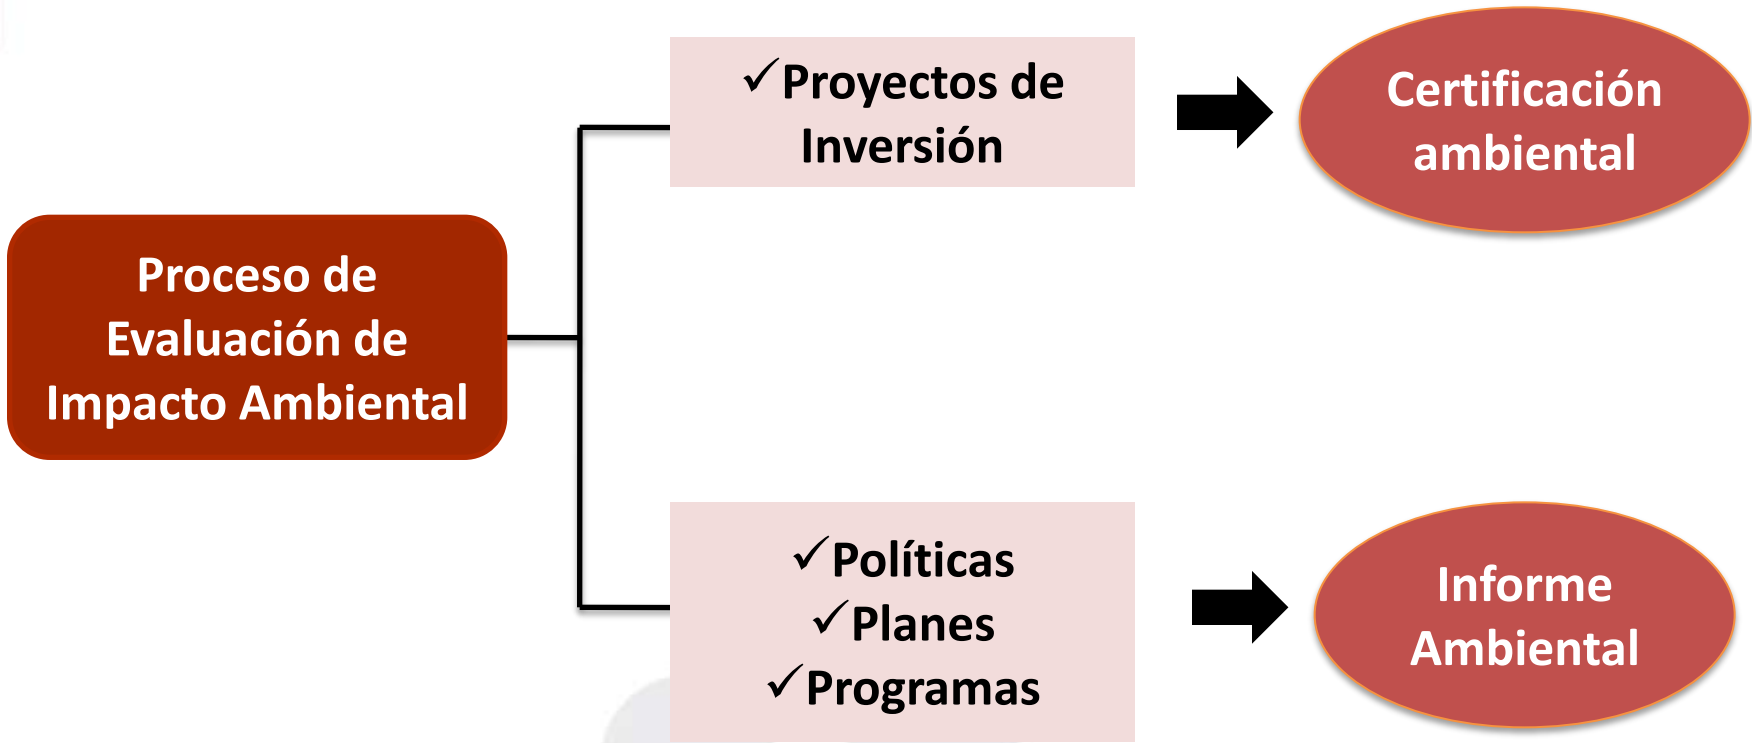 ✓Proyectos de
Inversión
Certificación
ambiental
Proceso de
Evaluación de
Impacto Ambiental
✓Políticas
✓Planes
✓Programas
Informe
Ambiental